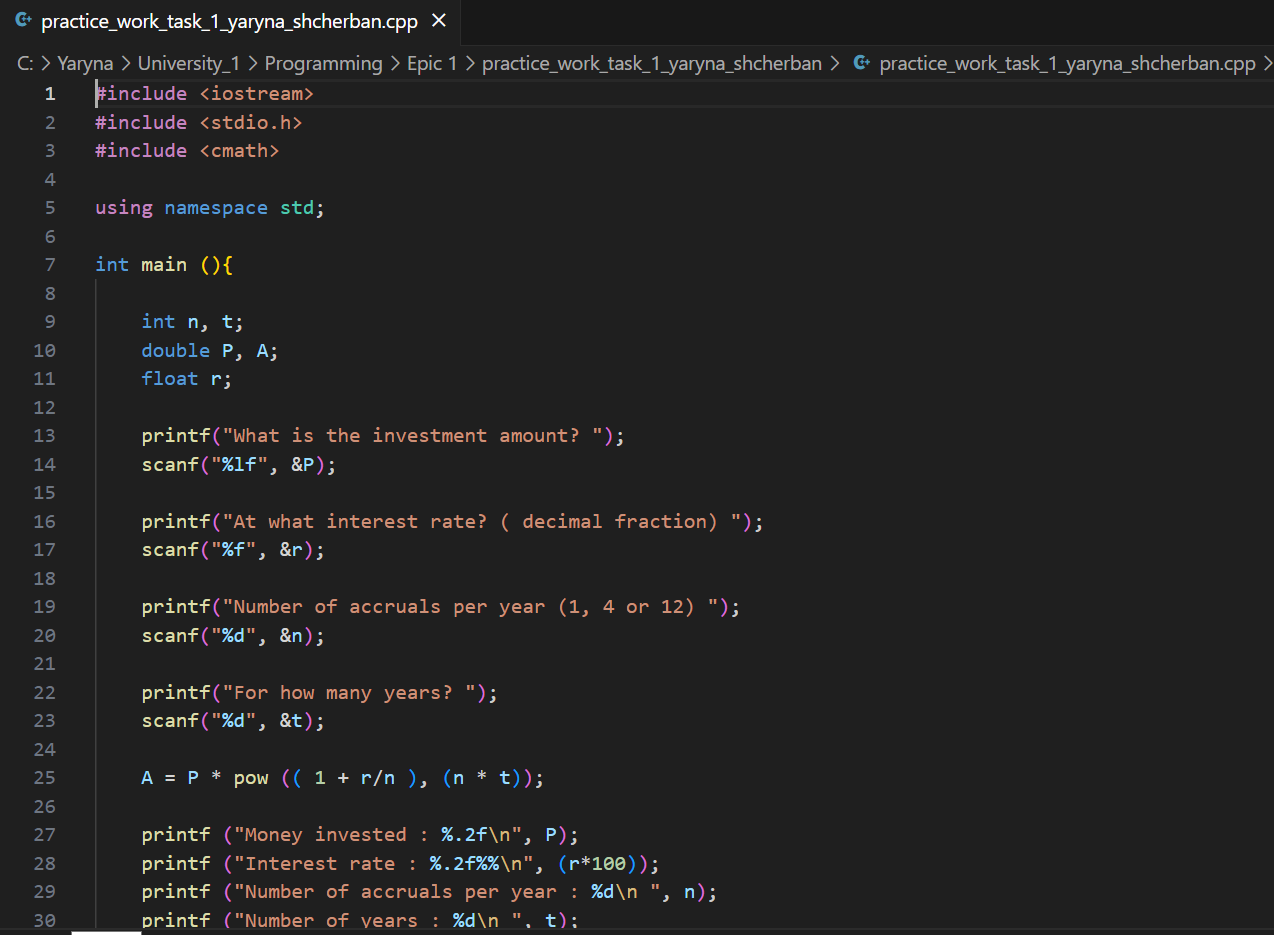 practice_work_task_1_yaryna_shcherban.cpp ×
C: > Yaryna > University_1 > Programming > Epic 1 > practice_work_task_1_yaryna_shcherban > practice_work_task_1_yaryna_shcherban.cpp >
1 #include <iostream>
2 #include <stdio.h>
3 #include <cmath>
4
5 using namespace std;
6
7 int main (){
8
9 int n, t;
10 double P, A;
11 float r;
12
13 printf("What is the investment amount? ");
14 scanf("%lf", &P);
15
16 printf("At what interest rate? ( decimal fraction) ");
17 scanf("%f", &r);
18
19 printf("Number of accruals per year (1, 4 or 12) ");
20 scanf("%d", &n);
21
22 printf("For how many years? ");
23 scanf("%d", &t);
24
25 A = P * pow (( 1 + r/n ), (n * t));
26
27 printf ("Money invested : %.2f\n", P);
28 printf ("Interest rate : %.2f%%\n", (r*100));
29 printf ("Number of accruals per year : %d\n ", n);
30 printf ("Number of years : %d\n ", t);